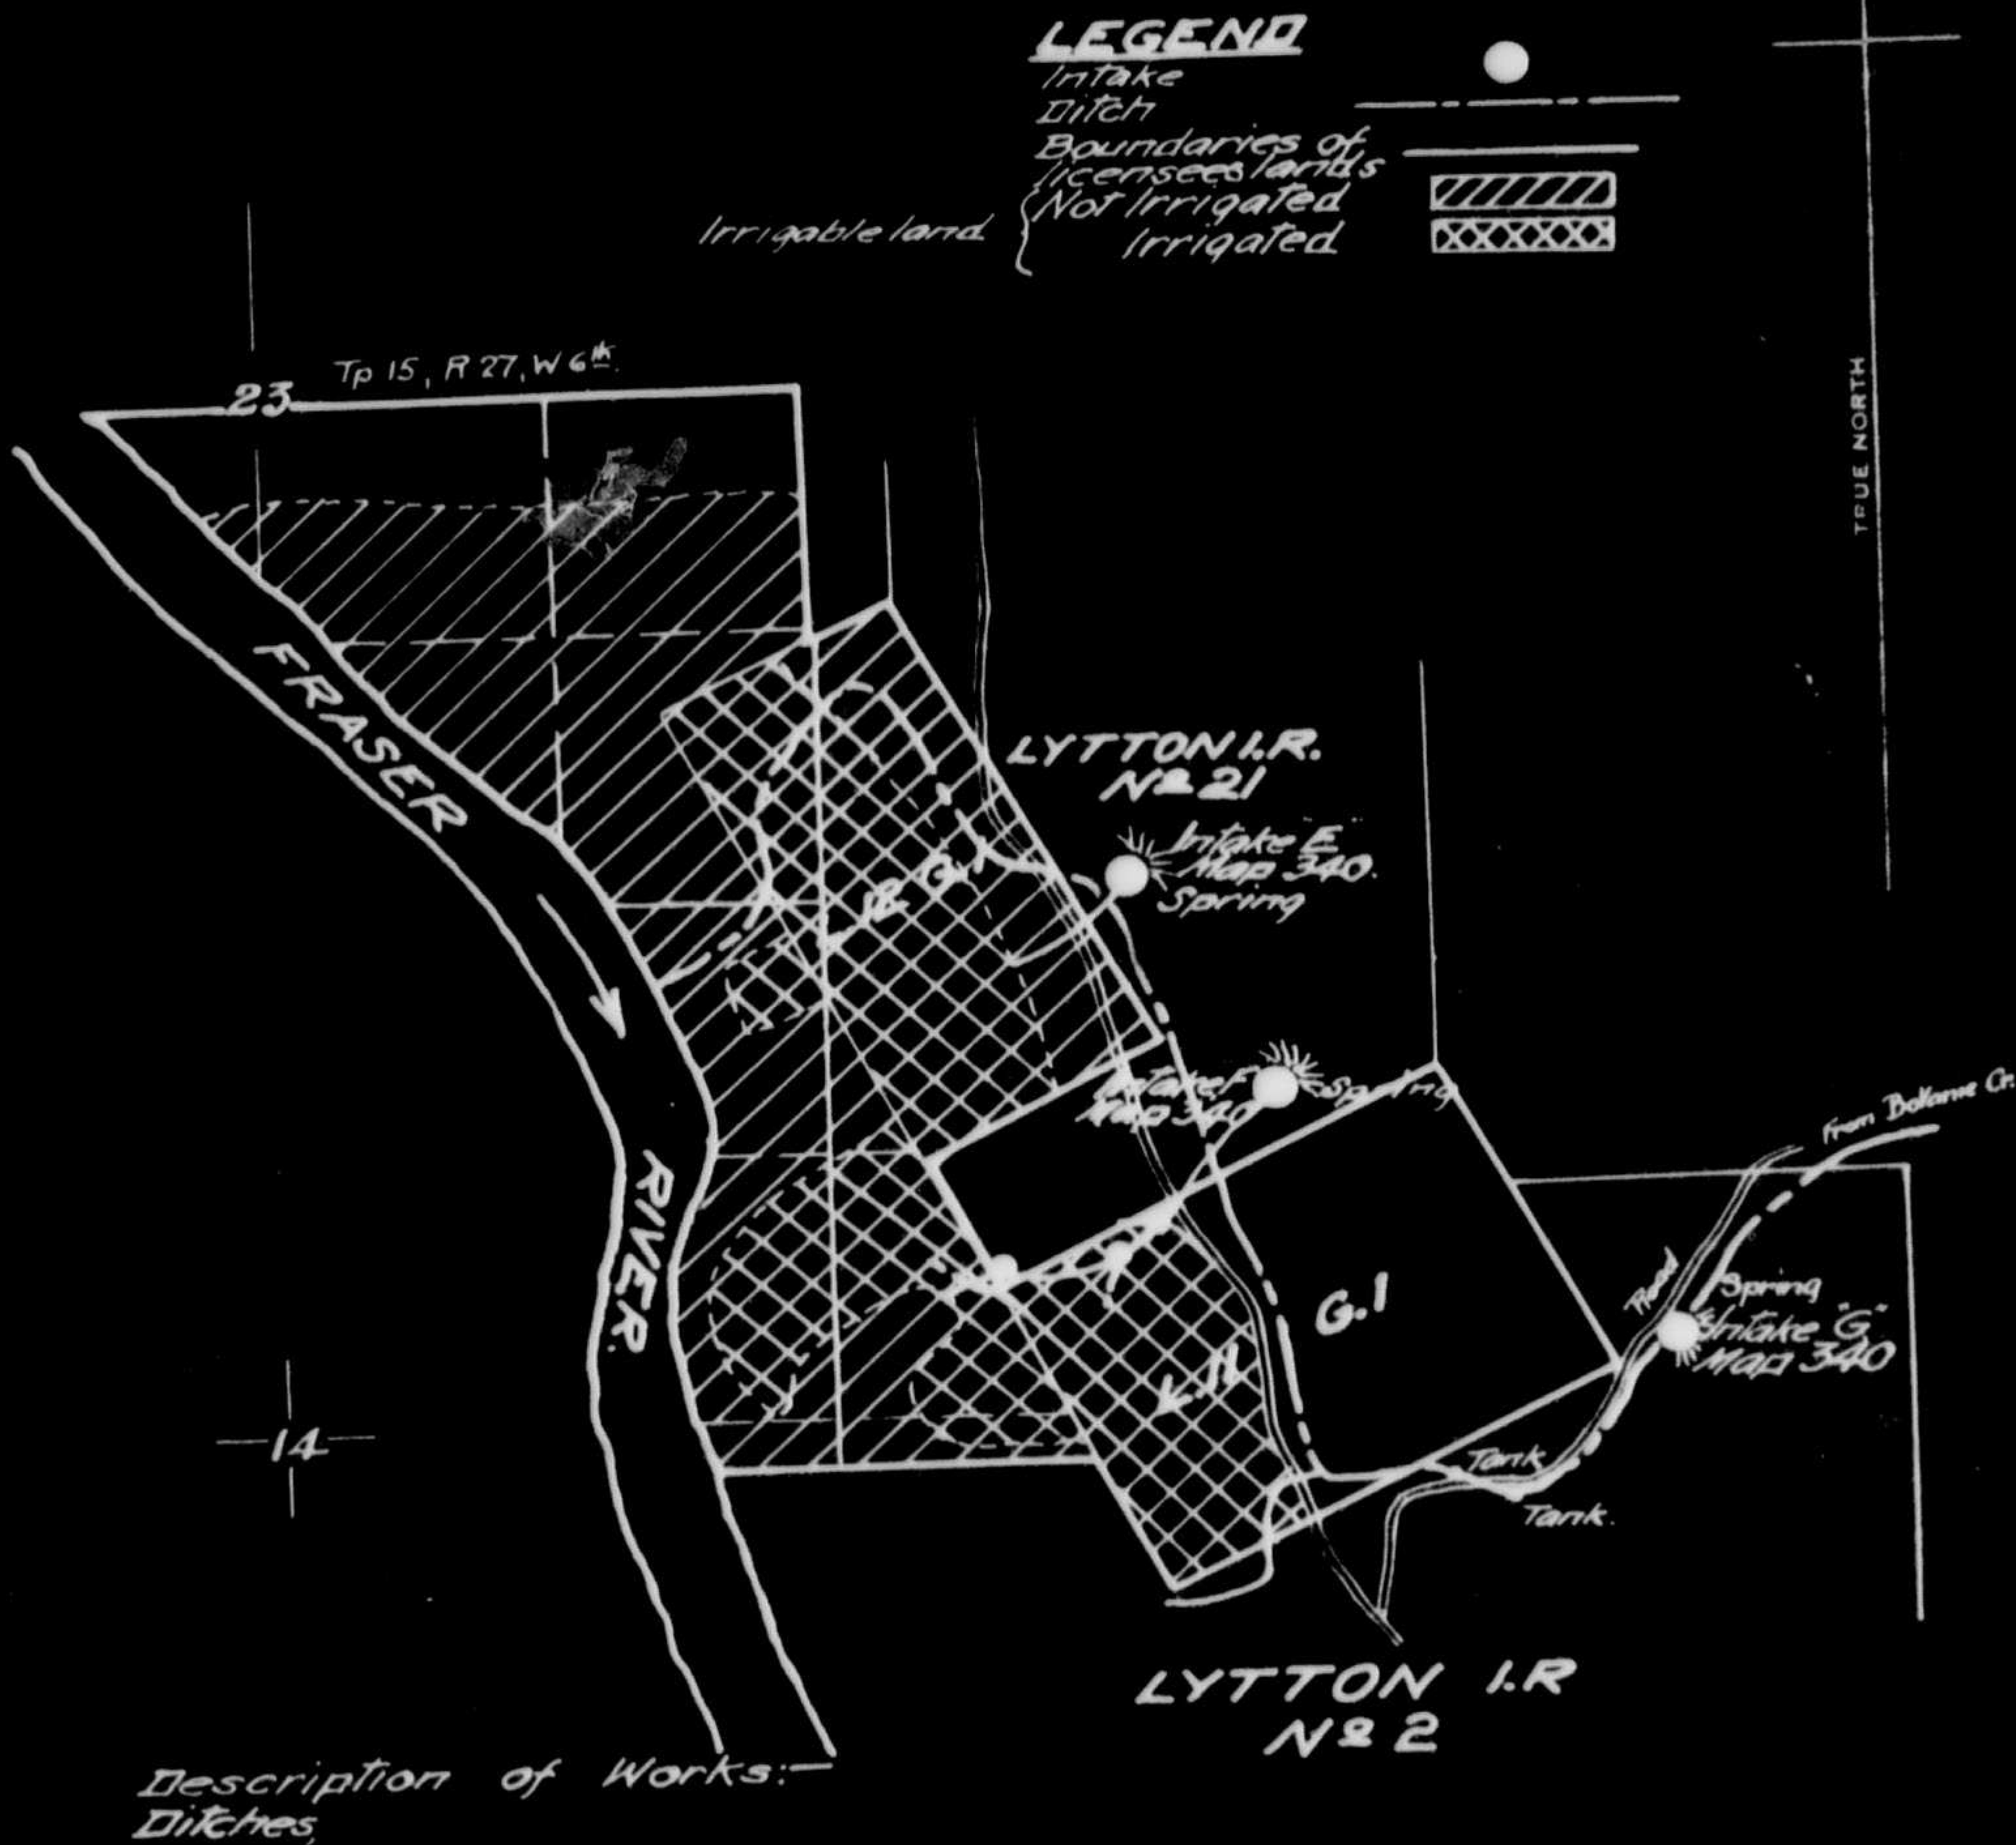 LEGEND
Intake
Ditch
Boundaries of
licensees lands
Irrigable land
Not Irrigated
Irrigated
TRUE NORTH
Tp 15, R 27, W 6th.
23
FRASER
RIVER.
LYTTON I.R.
Nº 21
Intake "E"
Map 340.
Spring
Intake F
Map 340
Spring
From
Cr.
G.1
Road
Spring
Intake "G"
Map 340
Tank
Tank.
14
LYTTON I.R
Nº 2
Description of Works:—
Ditches,